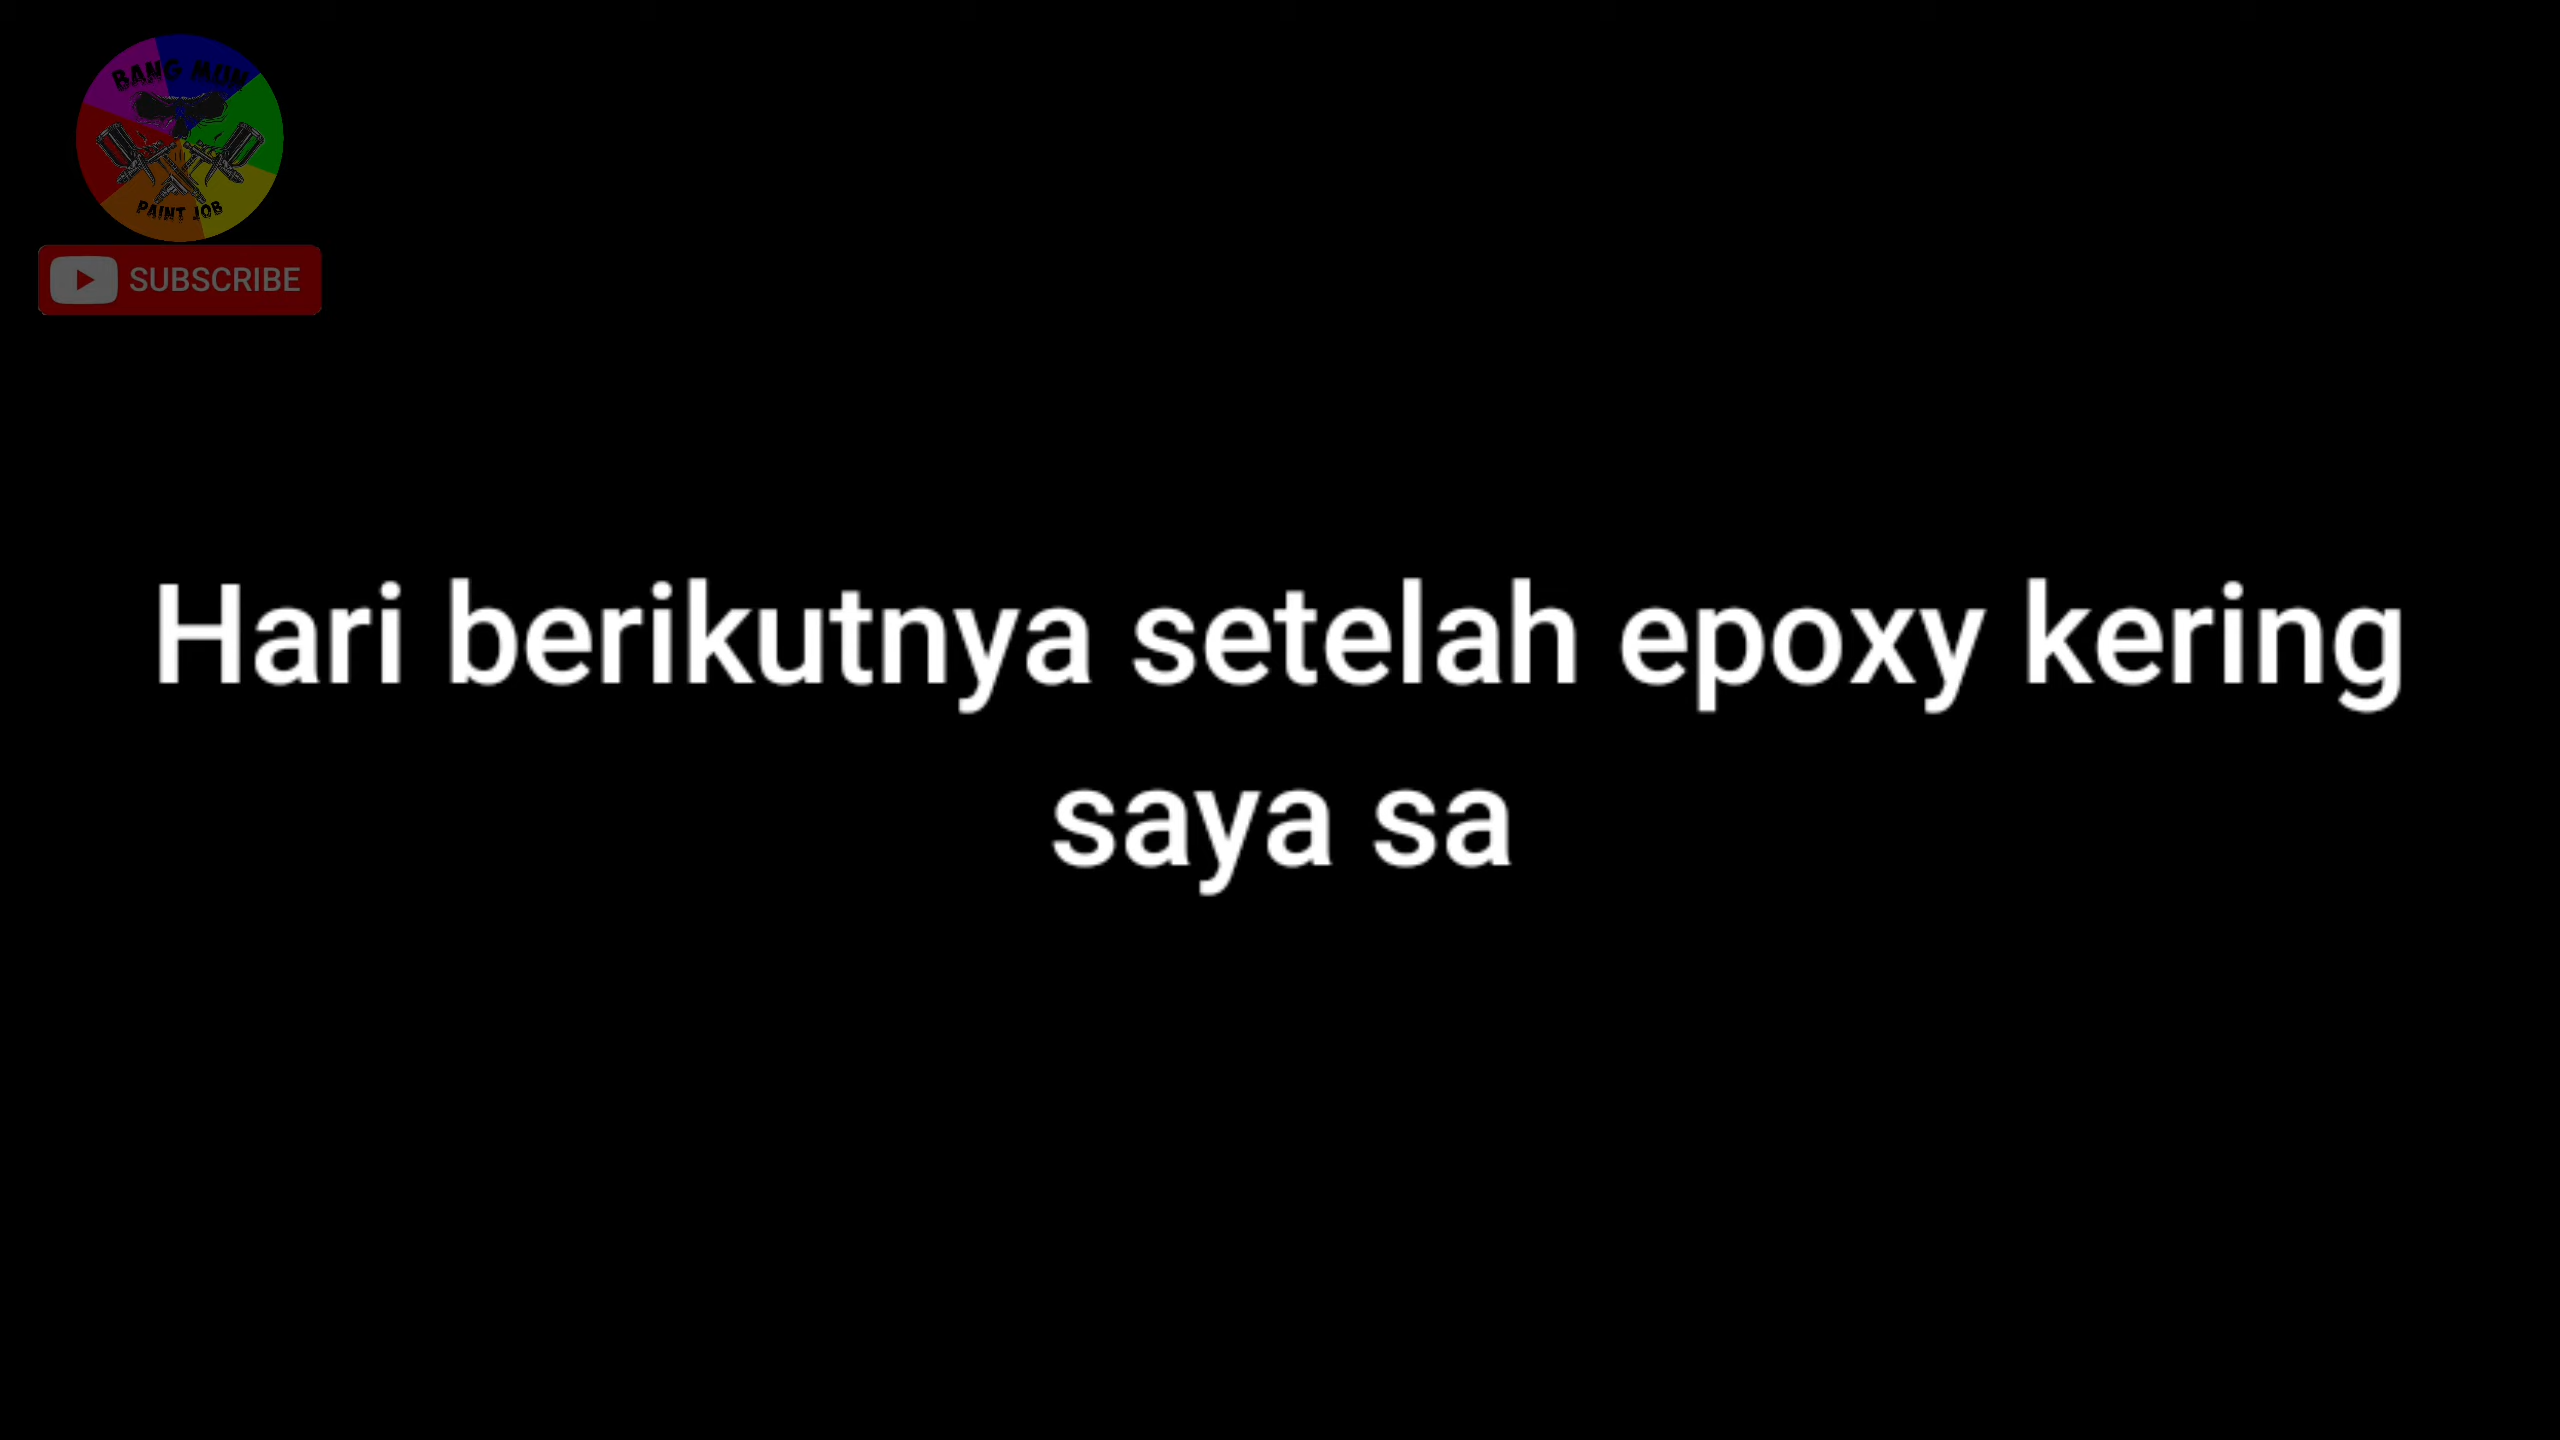 BANG MUN
PAINT JOB
SUBSCRIBE
Hari berikutnya setelah epoxy kering
saya sa